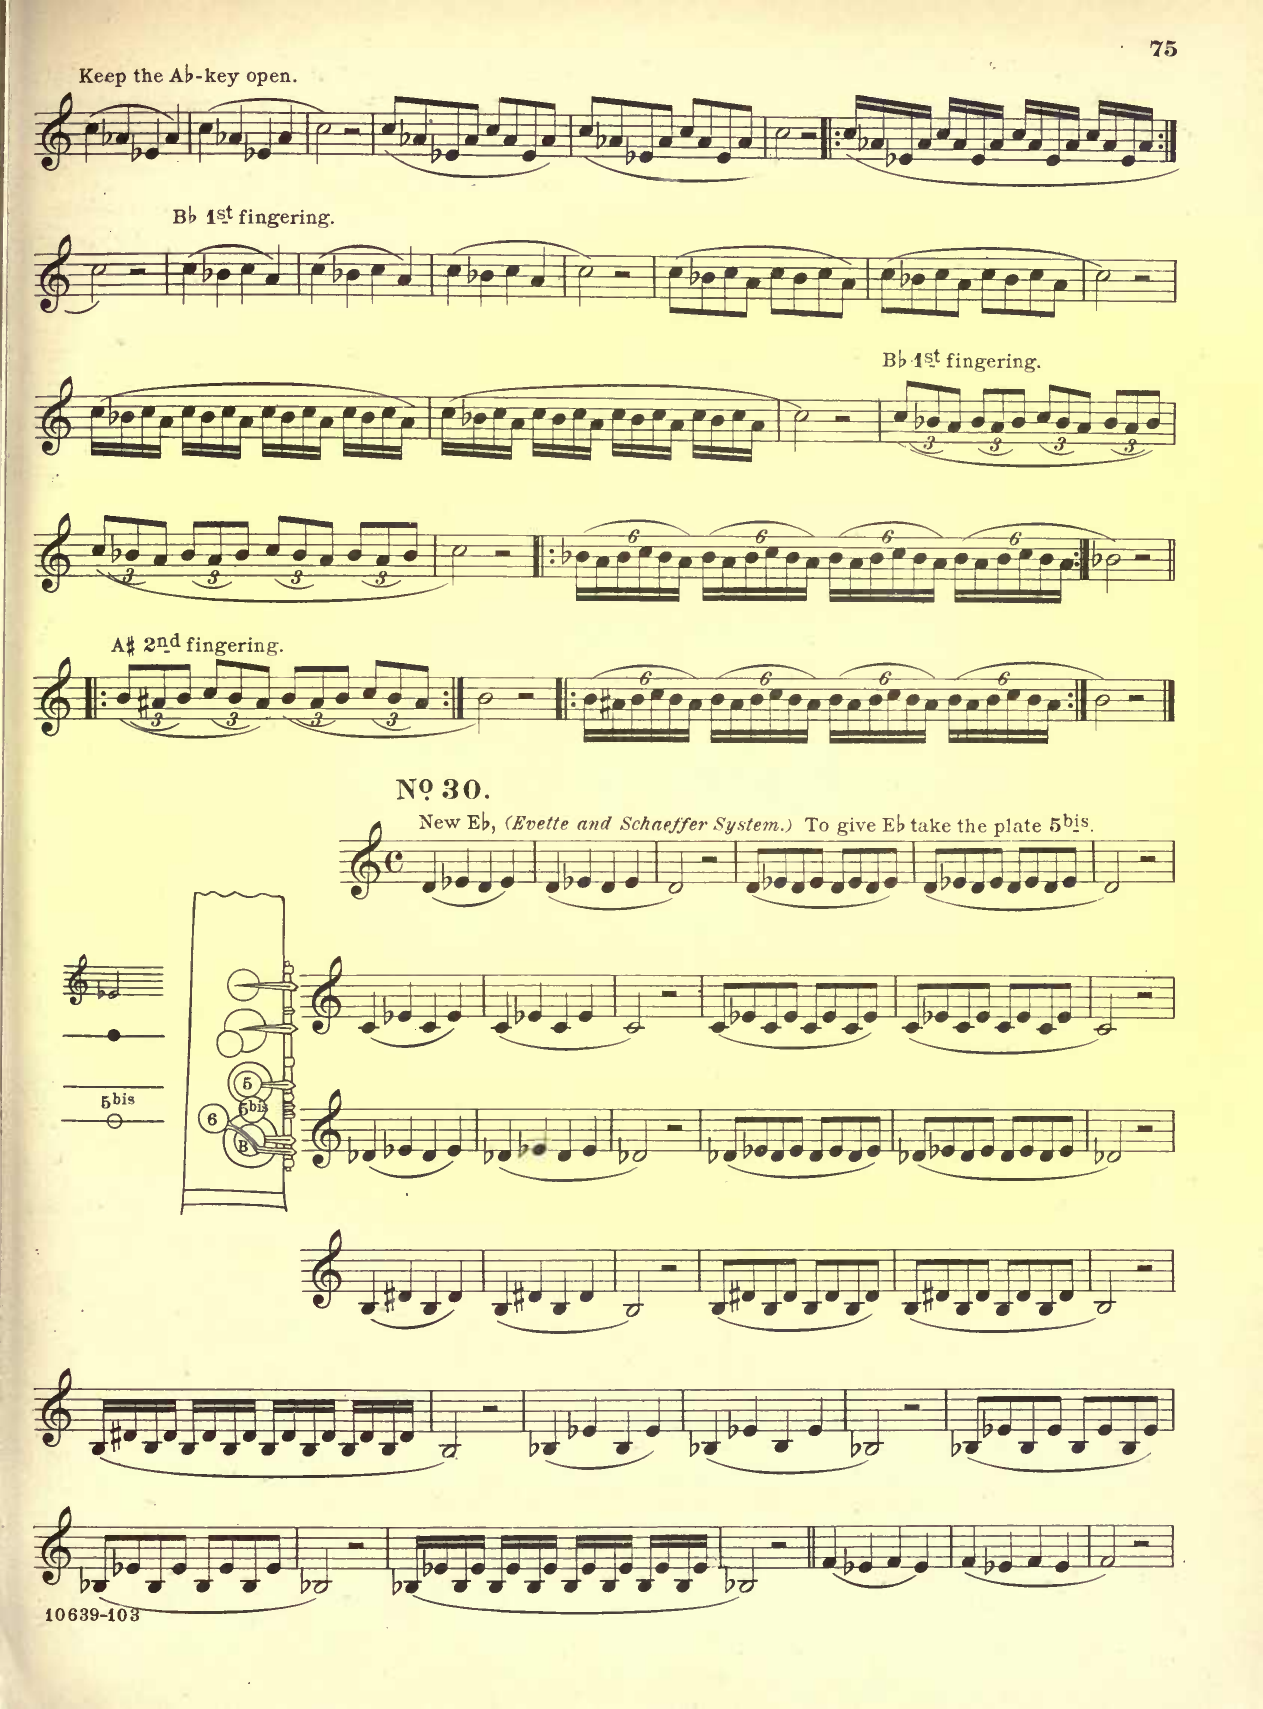 75
Keep the A♭-key open.
B♭ 1st fingering.
B♭ 1st fingering.
3 3 3 3
3 3 3 3
6 6 6 6
A♯ 2nd fingering.
3 3 3 3
6 6 6 6
No. 30.
New E♭, (Evette and Schaeffer System.) To give E♭ take the plate 5bis.
5
5bis
5bis
6
B
10639-103